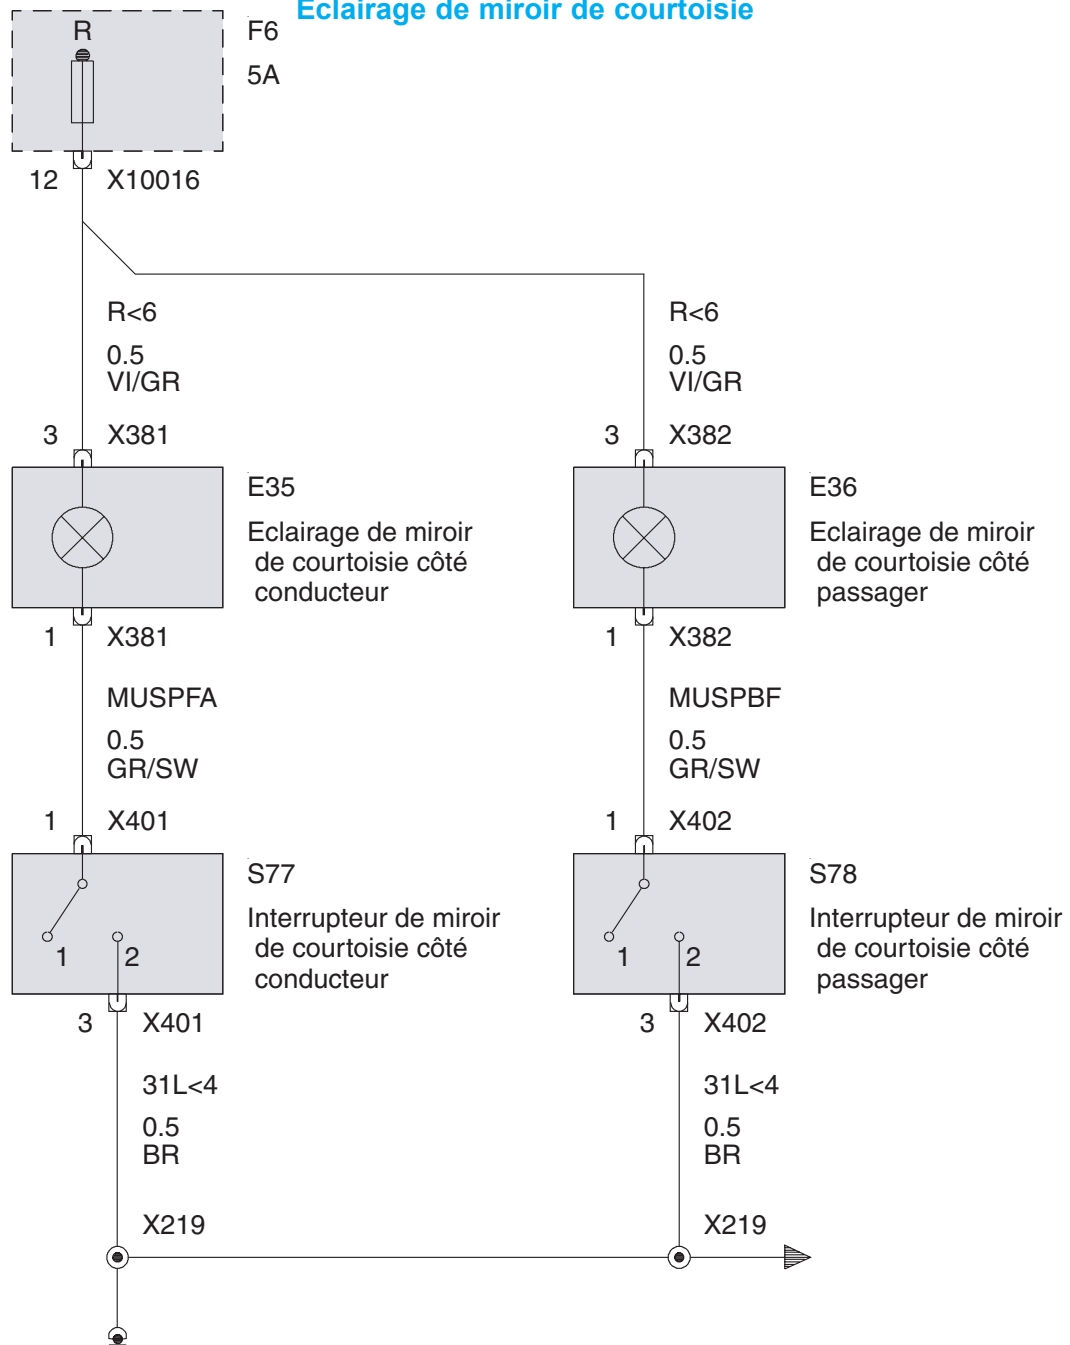 Eclairage de miroir de courtoisie
R
F6
5A
12
X10016
R<6
0.5
VI/GR
R<6
0.5
VI/GR
3
X381
3
X382
E35
Eclairage de miroir
de courtoisie côté
conducteur
E36
Eclairage de miroir
de courtoisie côté
passager
1
X381
1
X382
MUSPFA
0.5
GR/SW
MUSPBF
0.5
GR/SW
1
X401
1
X402
S77
Interrupteur de miroir
de courtoisie côté
conducteur
1
2
S78
Interrupteur de miroir
de courtoisie côté
passager
1
2
3
X401
3
X402
31L<4
0.5
BR
31L<4
0.5
BR
X219
X219